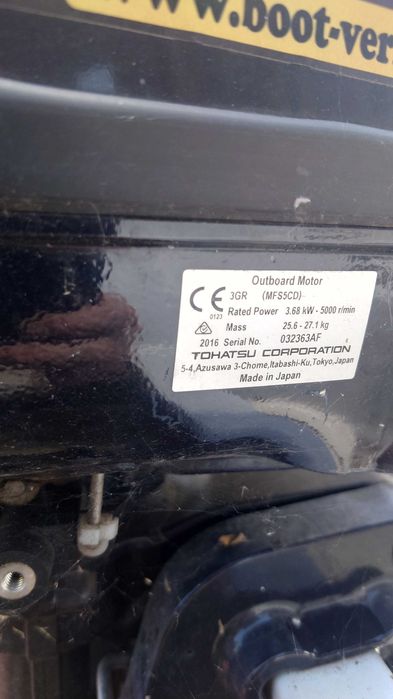 www.boot-ver
Outboard Motor
CE 0123 3GR (MFS5CD)
Rated Power 3.68 kW - 5000 r/min
Mass 25.6 - 27.1 kg
2016 Serial No. 032363AF
TOHATSU CORPORATION
5-4,Azusawa 3-Chome,Itabashi-Ku,Tokyo,Japan
Made in Japan